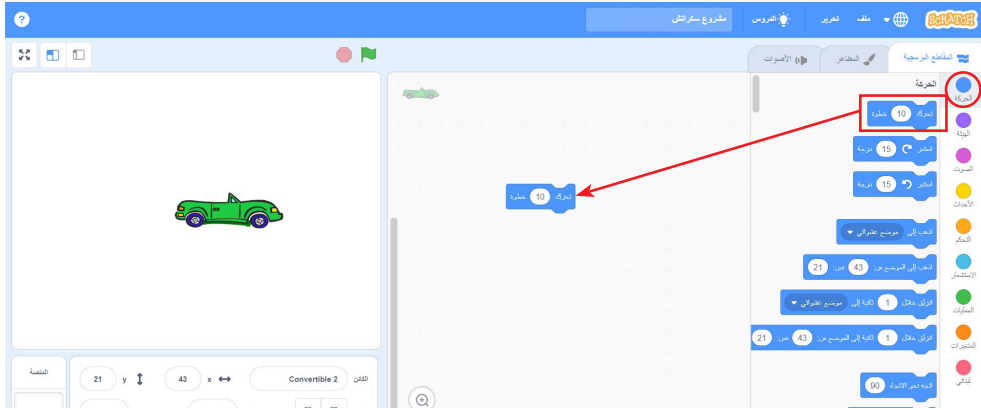 SCRATCH ملف تحرير الدروس مشروع سكراتش ?
المقاطع البرمجية المظاهر الأصوات
الحركة
الهيئة
الصوت
الأحداث
التحكم
الاستشعار
العمليات
المتغيرات
لبناتي
الحركة
تحرك 10 خطوة
استدر 15 درجة
استدر 15 درجة
اذهب إلى موضع عشوائي
اذهب إلى الموضع س: 43 ص: 21
انزلق خلال 1 ثانية إلى موضع عشوائي
انزلق خلال 1 ثانية إلى الموضع س: 43 ص: 21
اتجه نحو الاتجاه 90
تحرك 10 خطوة
الكائن Convertible 2 x 43 y 21
المنصة